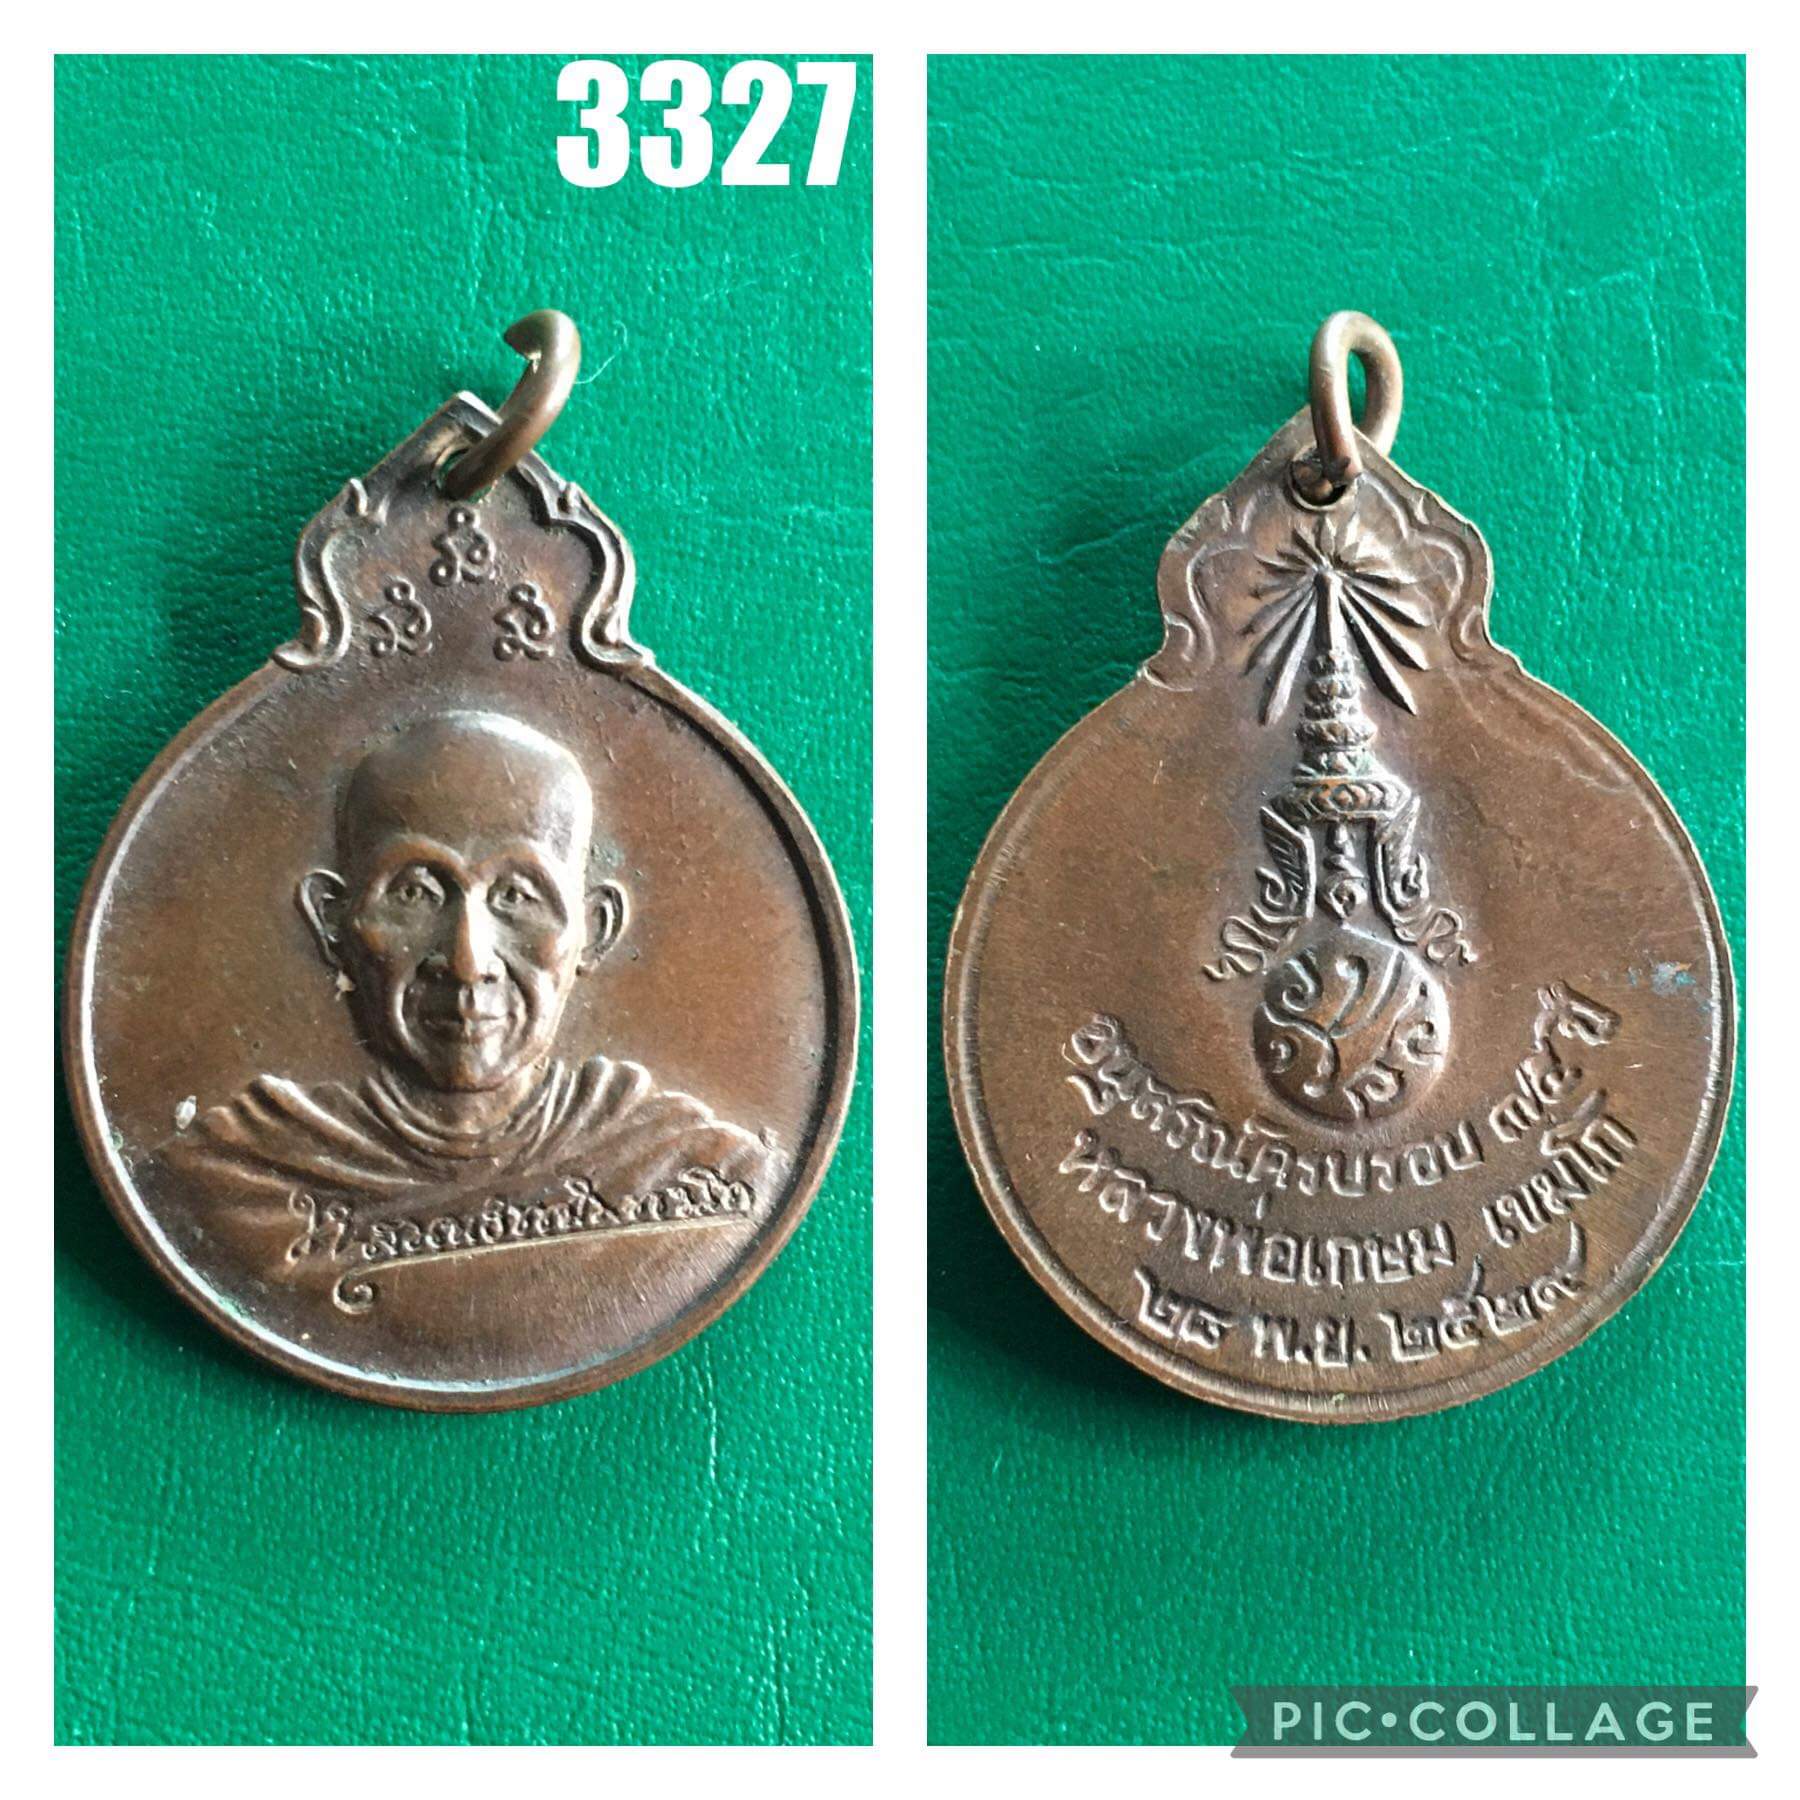 3327
หลวงพ่อเกษม เขมโก
อนุสรณ์ครบรอบ ๗๔ ปี
หลวงพ่อเกษม เขมโก
๒๘ พ.ย. ๒๕๒๙
PIC•COLLAGE